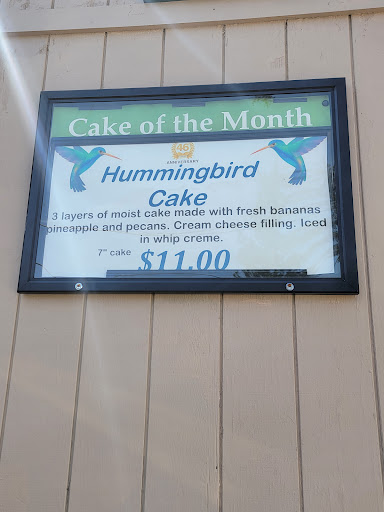 Cake of the Month
46
ANNIVERSARY
Hummingbird
Cake
3 layers of moist cake made with fresh bananas
pineapple and pecans. Cream cheese filling. Iced
in whip creme.
7" cake $11.00